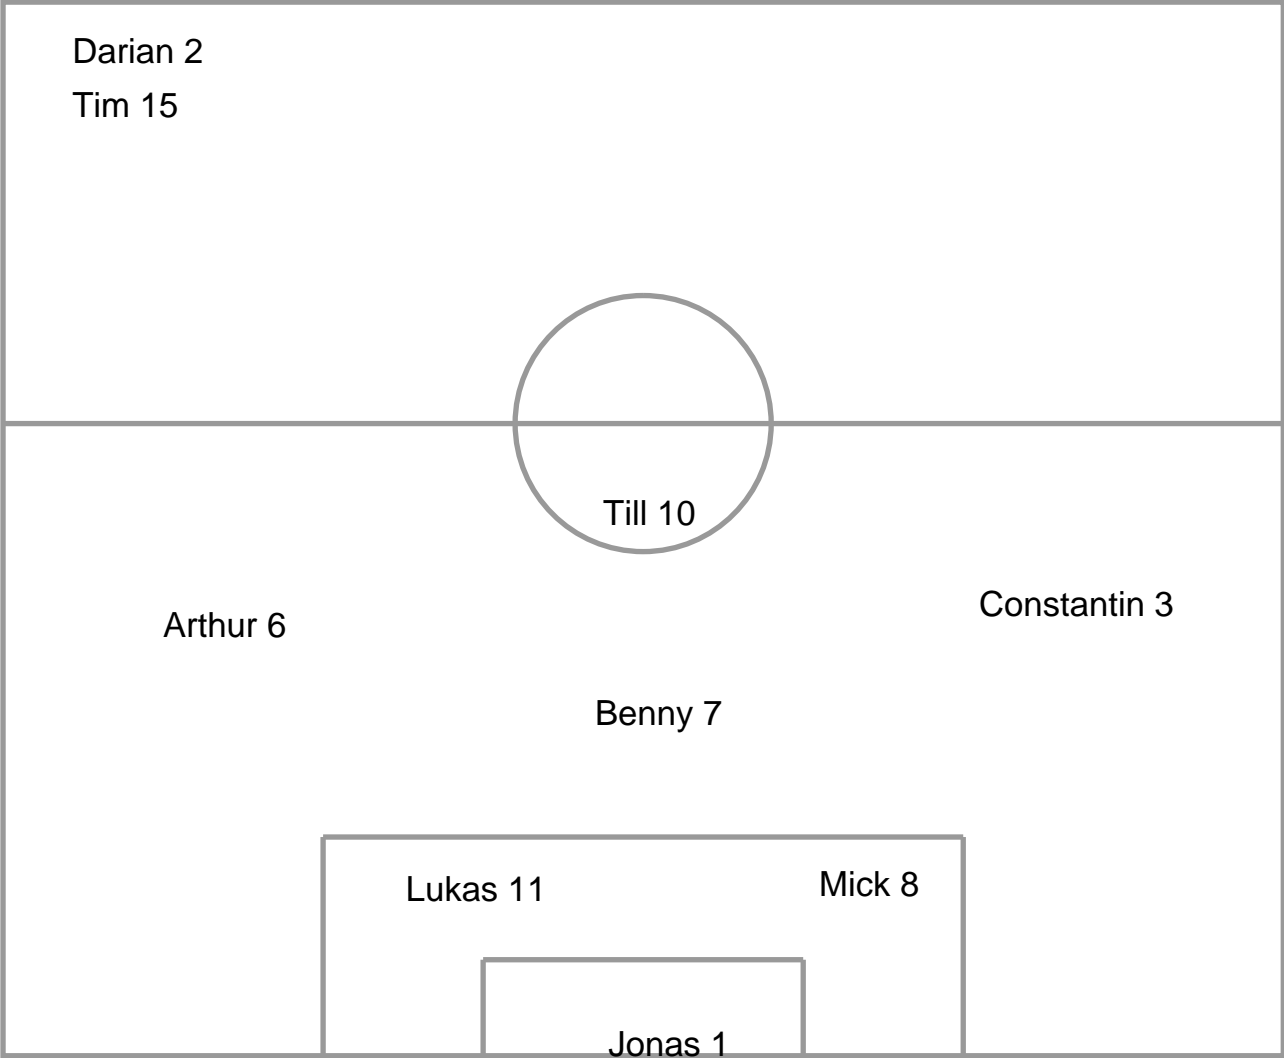 Darian 2
Tim 15
Till 10
Constantin 3
Arthur 6
Benny 7
Mick 8
Lukas 11
Jonas 1